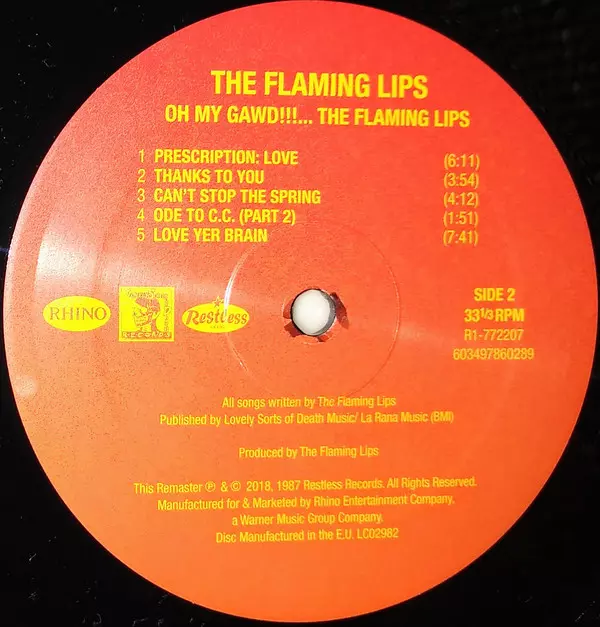 THE FLAMING LIPS
OH MY GAWD!!!... THE FLAMING LIPS
1 PRESCRIPTION: LOVE (6:11)
2 THANKS TO YOU (3:54)
3 CAN'T STOP THE SPRING (4:12)
4 ODE TO C.C. (PART 2) (1:51)
5 LOVE YER BRAIN (7:41)
RHINO
RECORDS
Restless
SIDE 2
33 1/3 RPM
R1-772207
603497860289
All songs written by The Flaming Lips
Published by Lovely Sorts of Death Music/ La Rana Music (BMI)
Produced by The Flaming Lips
This Remaster ℗ & © 2018, 1987 Restless Records. All Rights Reserved.
Manufactured for & Marketed by Rhino Entertainment Company,
a Warner Music Group Company.
Disc Manufactured in the E.U. LC02982